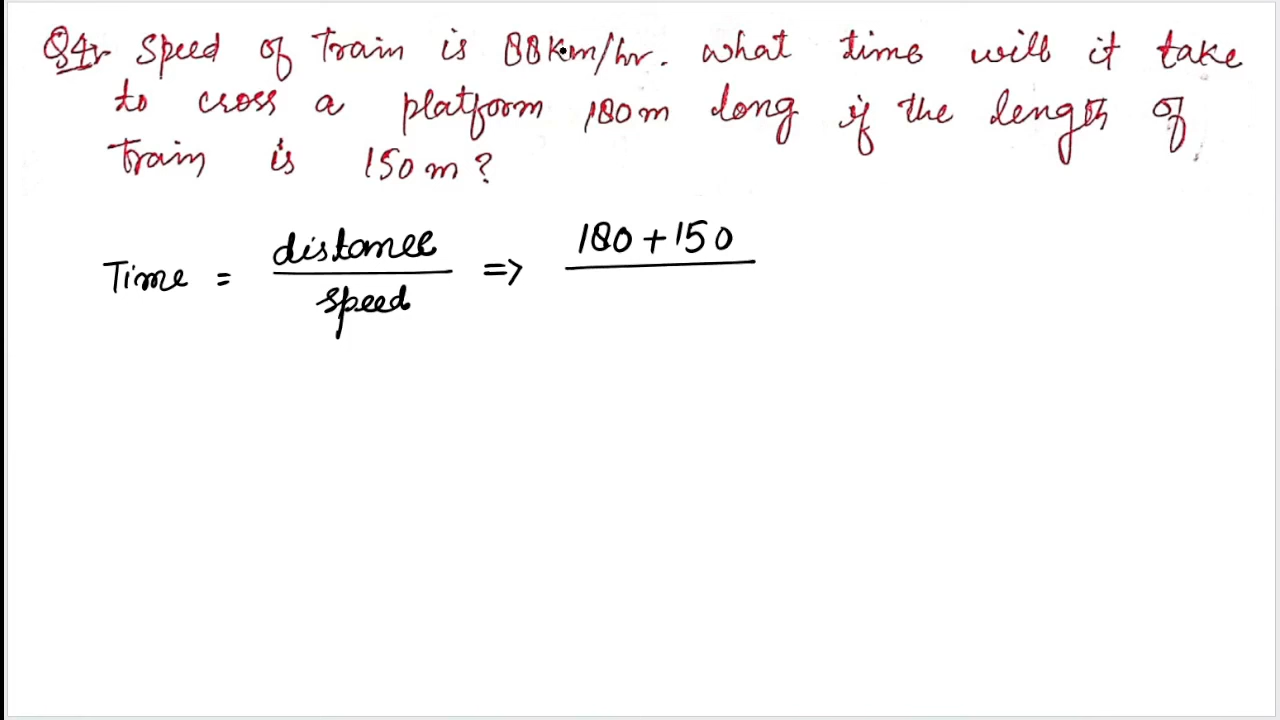 Q4:- Speed of Train is 88km/hr. what time will it take
to cross a platform 180m long if the length of
Train is 150m?
Time = distance/speed => 180+150